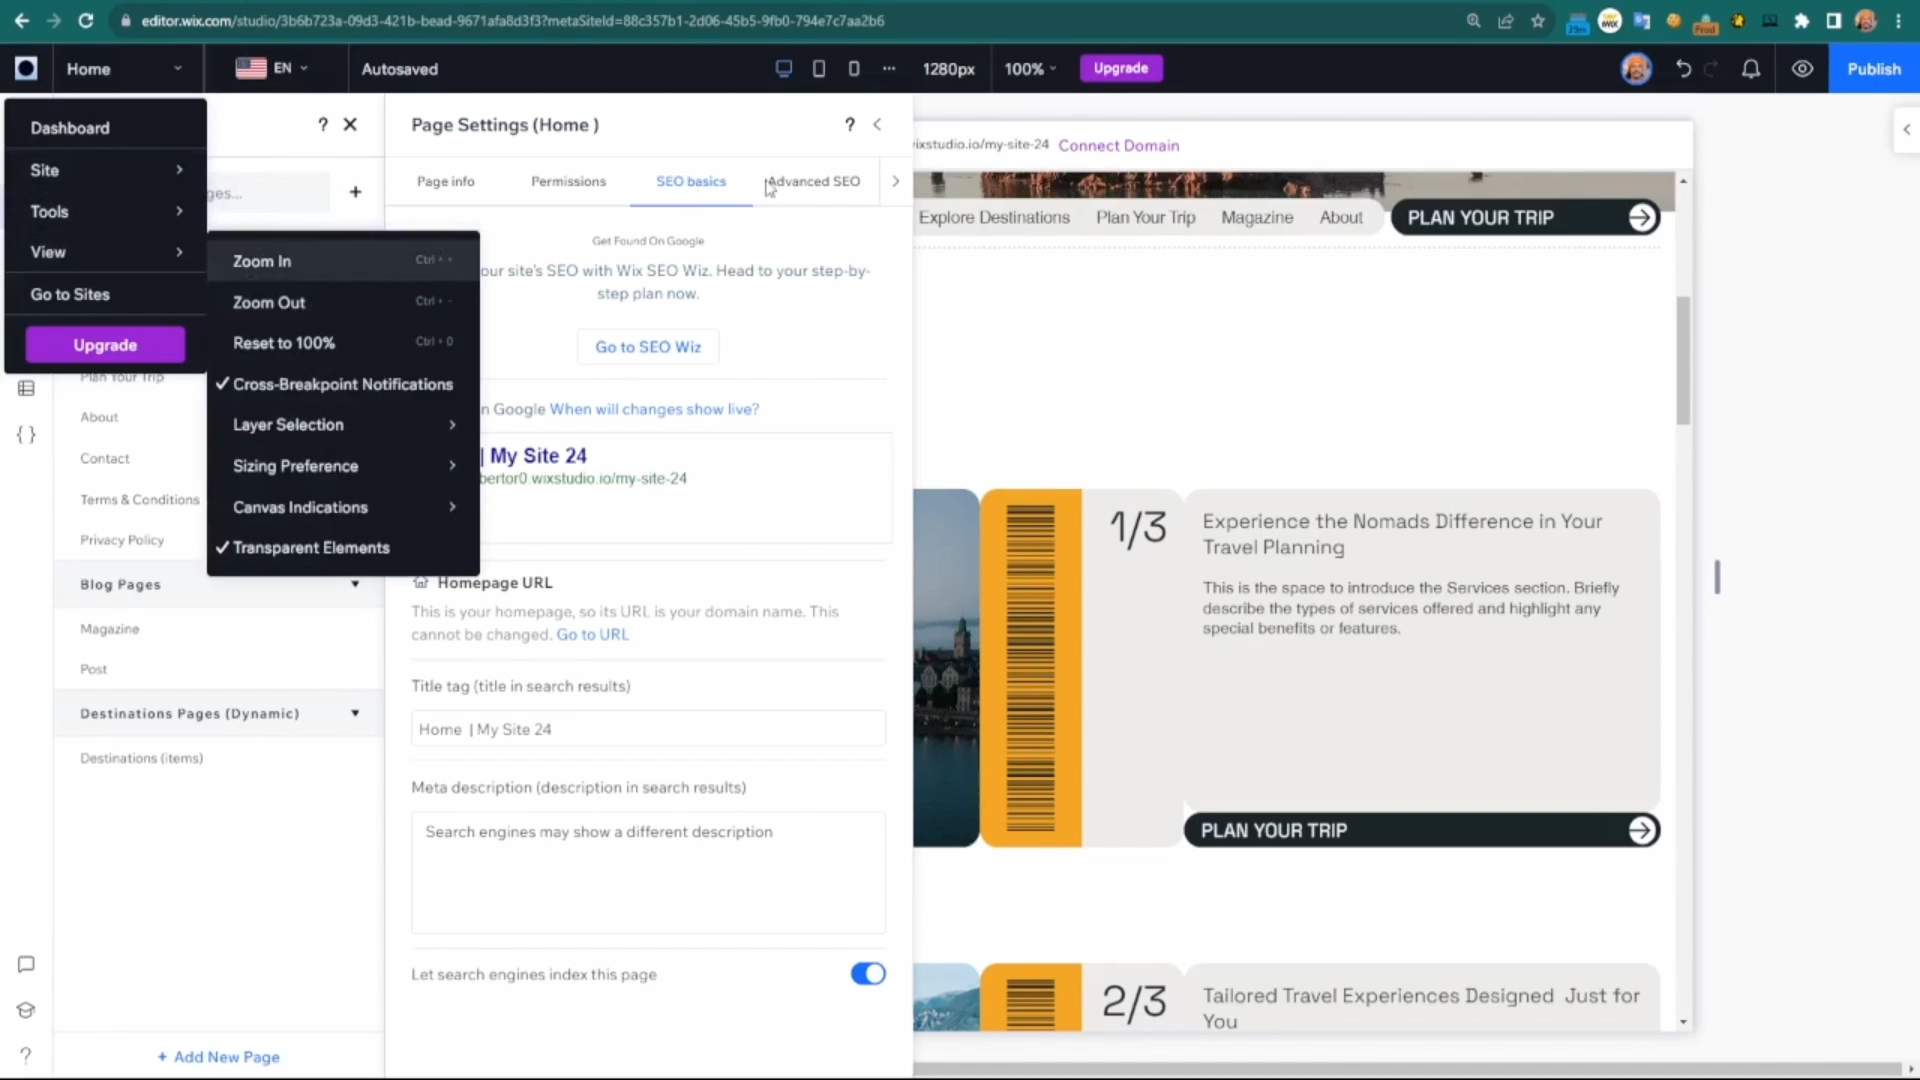 editor.wix.com/studio/3b6b723a-09d3-421b-bead-9671afa8d3f3?metaSiteId=88c357b1-2d06-45b5-9fb0-794e7c7aa2b6
WiX
Prod
Home
EN
Autosaved
1280px
100%
Upgrade
Publish
Dashboard
Site
Tools
View
Go to Sites
Upgrade
ges...
Zoom In Ctrl + +
Zoom Out Ctrl + -
Reset to 100% Ctrl + 0
Cross-Breakpoint Notifications
Layer Selection
Sizing Preference
Canvas Indications
Transparent Elements
Plan Your Trip
About
Contact
Terms & Conditions
Privacy Policy
Blog Pages
Magazine
Post
Destinations Pages (Dynamic)
Destinations (items)
+ Add New Page
Page Settings (Home )
Page info
Permissions
SEO basics
Advanced SEO
Get Found On Google
our site's SEO with Wix SEO Wiz. Head to your step-by-
step plan now.
Go to SEO Wiz
n Google When will changes show live?
| My Site 24
bertor0.wixstudio.io/my-site-24
Homepage URL
This is your homepage, so its URL is your domain name. This
cannot be changed. Go to URL
Title tag (title in search results)
Home | My Site 24
Meta description (description in search results)
Search engines may show a different description
Let search engines index this page
wixstudio.io/my-site-24 Connect Domain
Explore Destinations
Plan Your Trip
Magazine
About
PLAN YOUR TRIP
1/3
Experience the Nomads Difference in Your
Travel Planning
This is the space to introduce the Services section. Briefly
describe the types of services offered and highlight any
special benefits or features.
PLAN YOUR TRIP
2/3
Tailored Travel Experiences Designed Just for
You